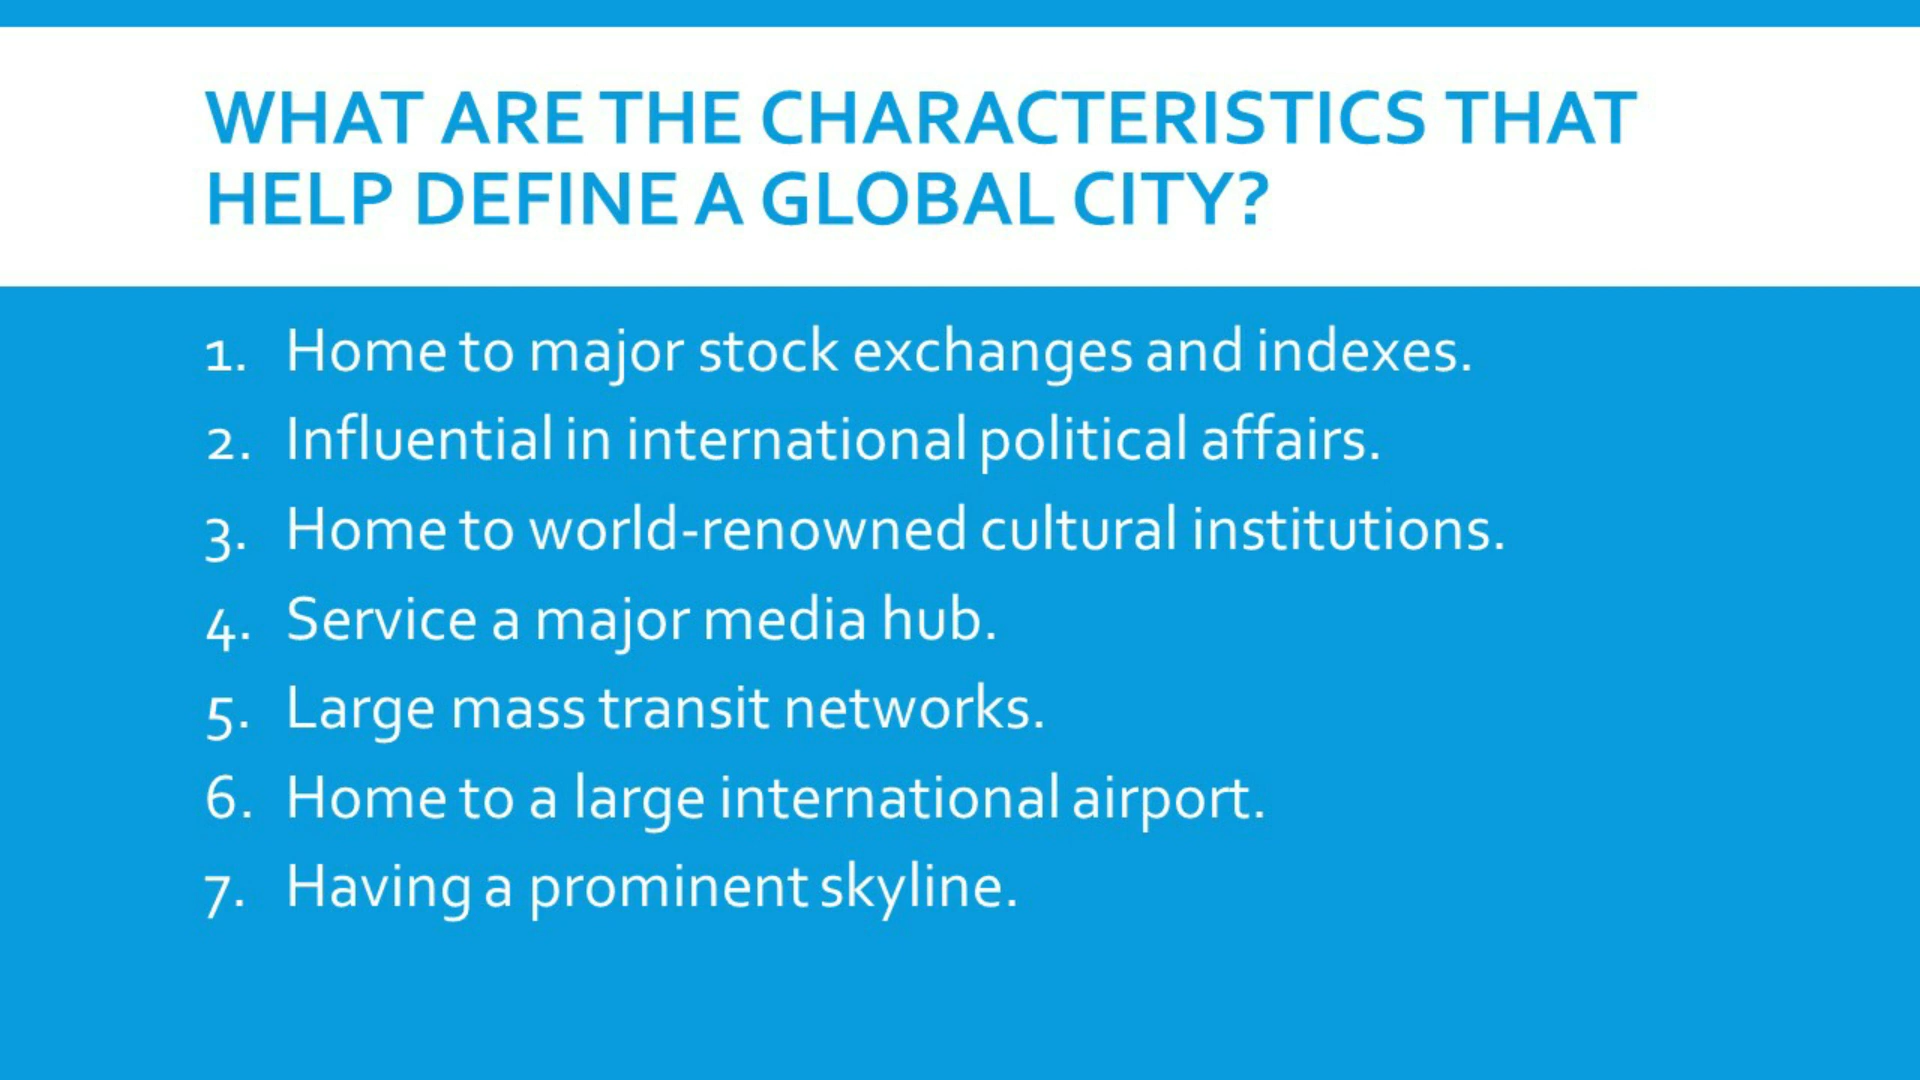 WHAT ARE THE CHARACTERISTICS THAT
HELP DEFINE A GLOBAL CITY?
1. Home to major stock exchanges and indexes.
2. Influential in international political affairs.
3. Home to world-renowned cultural institutions.
4. Service a major media hub.
5. Large mass transit networks.
6. Home to a large international airport.
7. Having a prominent skyline.